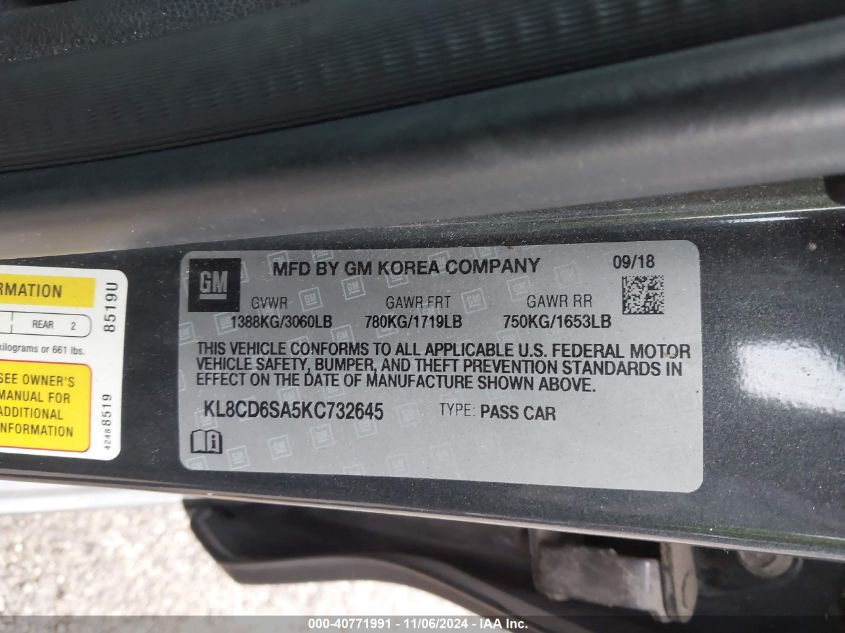 GM
MFD BY GM KOREA COMPANY
09/18
GVWR GAWR FRT GAWR RR
1388KG/3060LB 780KG/1719LB 750KG/1653LB
THIS VEHICLE CONFORMS TO ALL APPLICABLE U.S. FEDERAL MOTOR
VEHICLE SAFETY, BUMPER, AND THEFT PREVENTION STANDARDS IN
EFFECT ON THE DATE OF MANUFACTURE SHOWN ABOVE.
KL8CD6SA5KC732645 TYPE: PASS CAR
REAR 2
or 661 lbs.
SEE OWNER'S
MANUAL FOR
ADDITIONAL
8519U
4248 8519
000-40771991 - 11/06/2024 - IAA Inc.